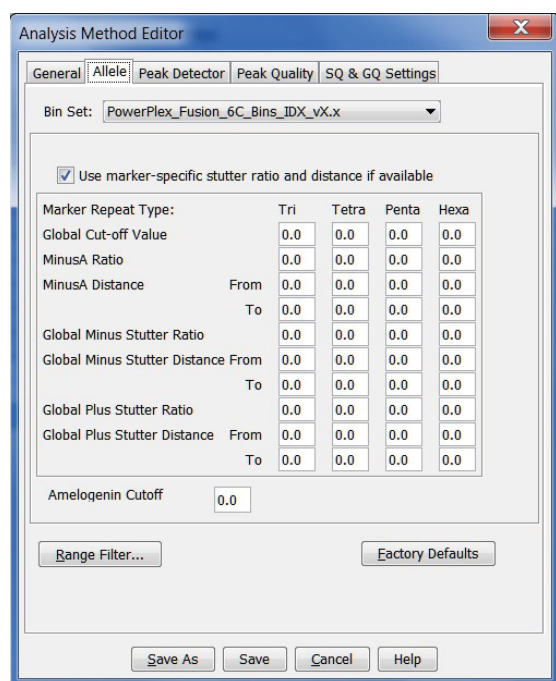 Analysis Method Editor
X
General Allele Peak Detector Peak Quality SQ & GQ Settings
Bin Set: PowerPlex_Fusion_6C_Bins_IDX_vX.x
Use marker-specific stutter ratio and distance if available
Marker Repeat Type: Tri Tetra Penta Hexa
Global Cut-off Value 0.0 0.0 0.0 0.0
MinusA Ratio 0.0 0.0 0.0 0.0
MinusA Distance From 0.0 0.0 0.0 0.0
To 0.0 0.0 0.0 0.0
Global Minus Stutter Ratio 0.0 0.0 0.0 0.0
Global Minus Stutter Distance From 0.0 0.0 0.0 0.0
To 0.0 0.0 0.0 0.0
Global Plus Stutter Ratio 0.0 0.0 0.0 0.0
Global Plus Stutter Distance From 0.0 0.0 0.0 0.0
To 0.0 0.0 0.0 0.0
Amelogenin Cutoff 0.0
Range Filter... Factory Defaults
Save As Save Cancel Help